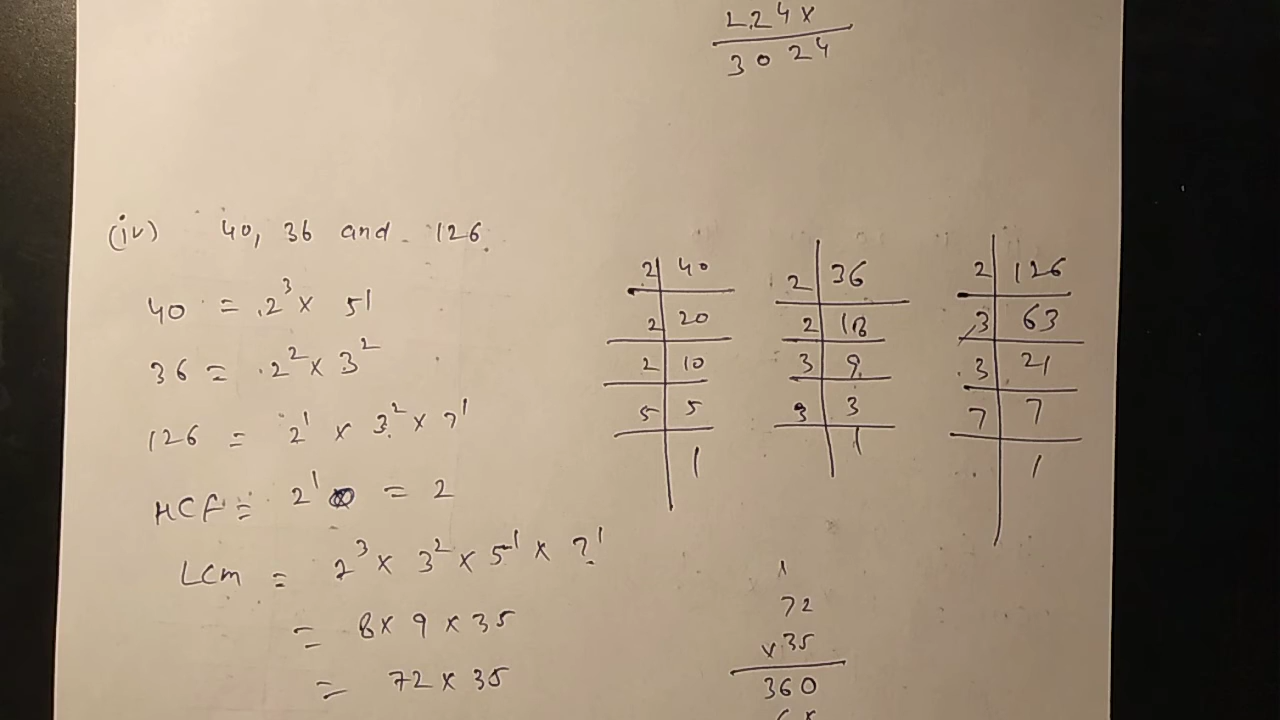 224×
3024
(iv) 40, 36 and 126.
40 = 2³ × 5¹
36 = 2² × 3²
126 = 2¹ × 3² × 7¹
HCF = 2¹ = 2
LCM = 2³ × 3² × 5¹ × 7¹
= 8 × 9 × 35
= 72 × 35
2 | 40
2 | 20
2 | 10
5 | 5
1
2 | 36
2 | 18
3 | 9
3 | 3
1
2 | 126
3 | 63
3 | 21
7 | 7
1
1
72
×35
360